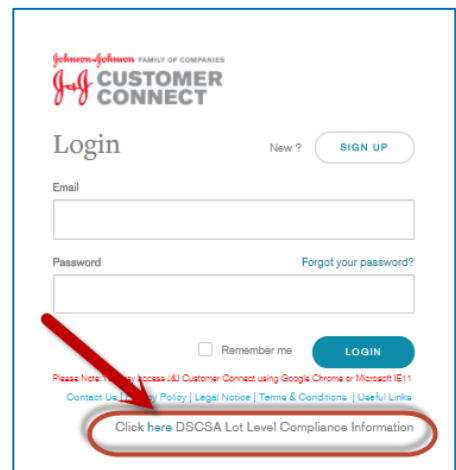 Johnson-Johnson FAMILY OF COMPANIES
J&J CUSTOMER
CONNECT
Login
New ? SIGN UP
Email
Password Forgot your password?
Remember me LOGIN
Please Note: access J&J Customer Connect using Google Chrome or Microsoft IE11
Contact Us | Policy | Legal Notice | Terms & Conditions | Useful Links
Click here DSCSA Lot Level Compliance Information